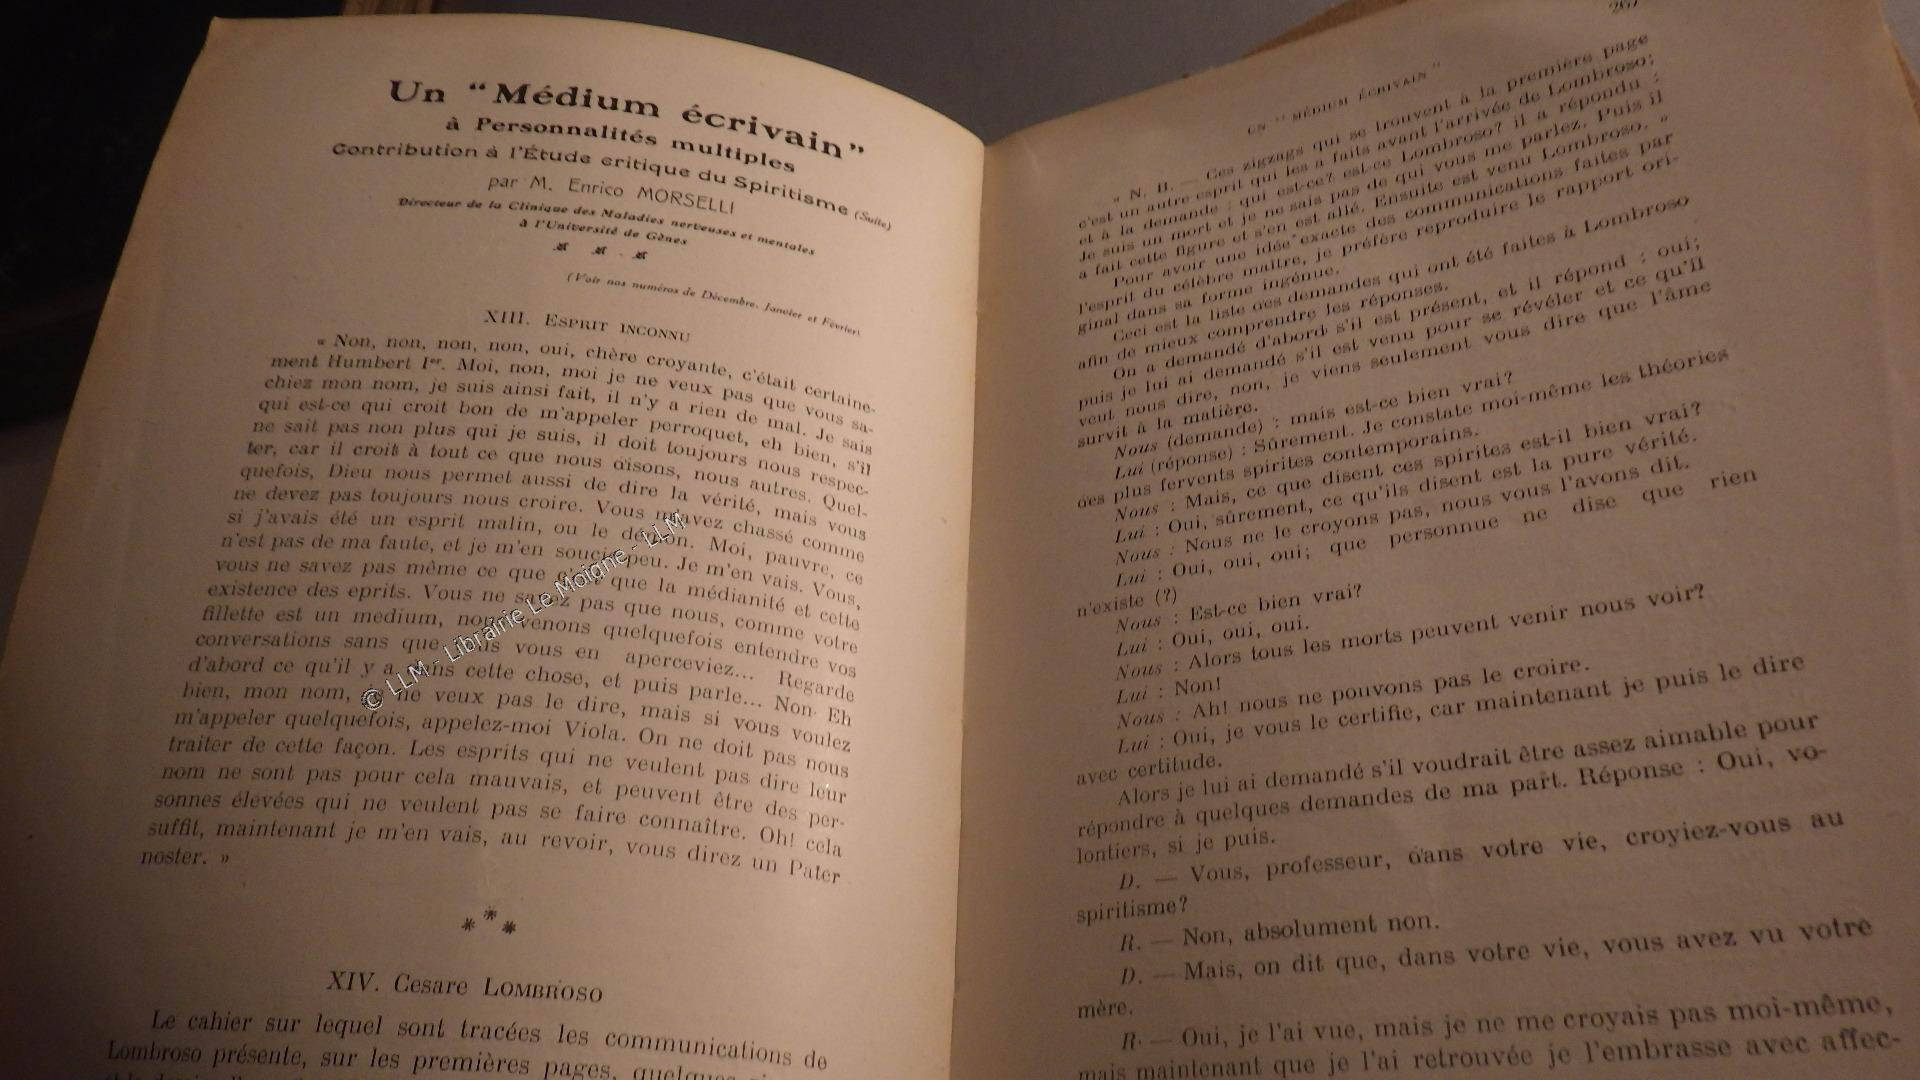 Un "Médium écrivain"
à Personnalités multiples
Contribution à l'Étude critique du Spiritisme (Suite)
par M. Enrico MORSELLI
Directeur de la Clinique des Maladies nerveuses et mentales
à l'Université de Gênes
(Voir nos numéros de Décembre, Janvier et Février)
XIII. ESPRIT INCONNU
« Non, non, non, non, oui, chère croyante, c'était certaine-
ment Humbert Ier. Moi, non, moi je ne veux pas que vous sa-
chiez mon nom, je suis ainsi fait, il n'y a rien de mal. Je sais
qui est-ce qui croit bon de m'appeler perroquet, eh bien, s'il
ne sait pas non plus qui je suis, il doit toujours nous respec-
ter, car il croit à tout ce que nous disons, nous autres. Quel-
quefois, Dieu nous permet aussi de dire la vérité, mais vous
ne devez pas toujours nous croire. Vous m'avez chassé comme
si j'avais été un esprit malin, ou le démon. Moi, pauvre, ce
n'est pas de ma faute, et je m'en soucie peu. Je m'en vais. Vous,
vous ne savez pas même ce que c'est que la médianité et cette
existence des eprits. Vous ne savez pas que nous, comme votre
fillette est un medium, nous venons quelquefois entendre vos
conversations sans que vous vous en aperceviez... Regarde
d'abord ce qu'il y a dans cette chose, et puis parle... Non. Eh
bien, mon nom, je ne veux pas le dire, mais si vous voulez
m'appeler quelquefois, appelez-moi Viola. On ne doit pas nous
traiter de cette façon. Les esprits qui ne veulent pas dire leur
nom ne sont pas pour cela mauvais, et peuvent être des per-
sonnes élevées qui ne veulent pas se faire connaître. Oh! cela
suffit, maintenant je m'en vais, au revoir, vous direz un Pater
noster. »
* * *
XIV. Cesare LOMBROSO
Le cahier sur lequel sont tracées les communications de
Lombroso présente, sur les premières pages, quelques
© LLM - Librairie Le Moigne - LLM
267
UN "MÉDIUM ÉCRIVAIN"
« N. B. — Ces zigzags qui se trouvent à la première page
c'est un autre esprit qui les a faits avant l'arrivée de Lombroso;
et à la demande : qui est-ce? est-ce Lombroso? il a répondu :
Je suis un mort et je ne sais pas de qui vous me parlez. Puis il
a fait cette figure et s'en est allé. Ensuite est venu Lombroso. »
Pour avoir une idée exacte des communications faites par
l'esprit du célèbre maître, je préfère reproduire le rapport ori-
ginal dans sa forme ingénue.
Ceci est la liste des demandes qui ont été faites à Lombroso
afin de mieux comprendre les réponses.
On a demandé d'abord s'il est présent, et il répond : oui;
puis je lui ai demandé s'il est venu pour se révéler et ce qu'il
veut nous dire, non, je viens seulement vous dire que l'âme
survit à la matière.
Nous (demande) : mais est-ce bien vrai?
Lui (réponse) : Sûrement. Je constate moi-même les théories
des plus fervents spirites contemporains.
Nous : Mais, ce que disent ces spirites est-il bien vrai?
Lui : Oui, sûrement, ce qu'ils disent est la pure vérité.
Nous : Nous ne le croyons pas, nous vous l'avons dit.
Lui : Oui, oui, oui; que personnue ne dise que rien
n'existe (?)
Nous : Est-ce bien vrai?
Lui : Oui, oui, oui.
Nous : Alors tous les morts peuvent venir nous voir?
Lui : Non!
Nous : Ah! nous ne pouvons pas le croire.
Lui : Oui, je vous le certifie, car maintenant je puis le dire
avec certitude.
Alors je lui ai demandé s'il voudrait être assez aimable pour
répondre à quelques demandes de ma part. Réponse : Oui, vo-
lontiers, si je puis.
D. — Vous, professeur, dans votre vie, croyiez-vous au
spiritisme?
R. — Non, absolument non.
D. — Mais, on dit que, dans votre vie, vous avez vu votre
mère.
R. — Oui, je l'ai vue, mais je ne me croyais pas moi-même,
mais maintenant que je l'ai retrouvée je l'embrasse avec affec-